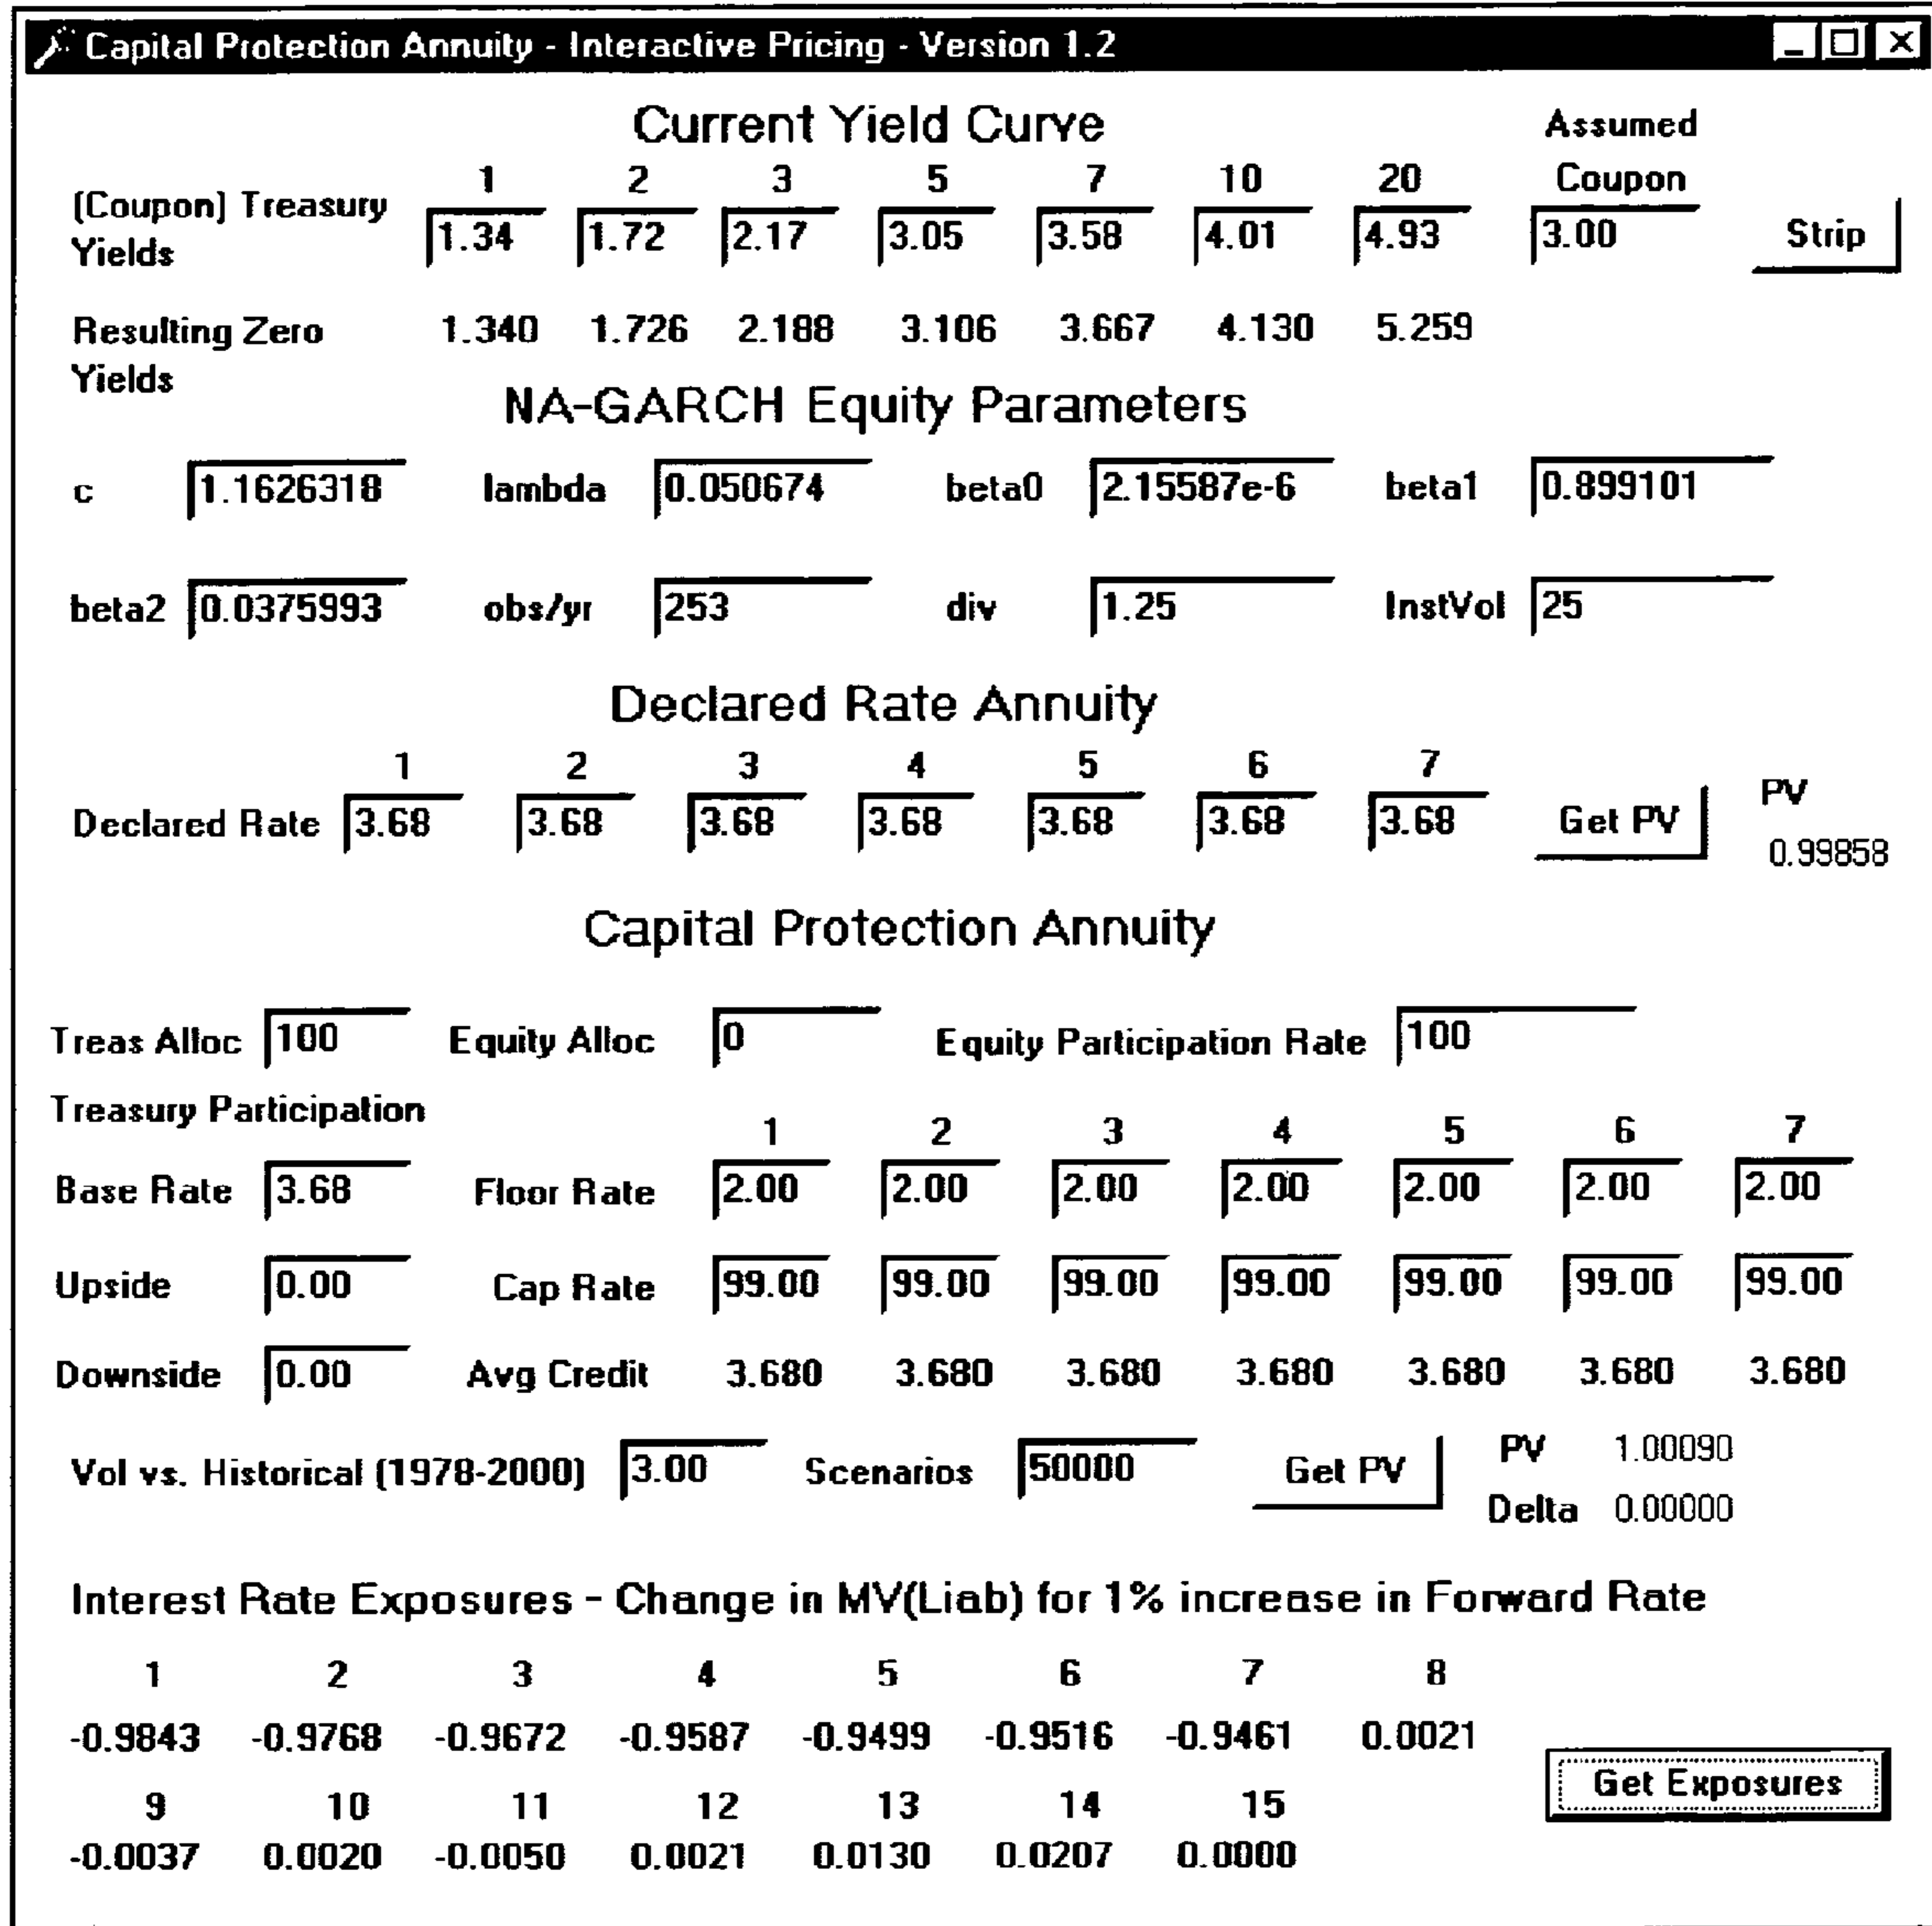 Capital Protection Annuity - Interactive Pricing - Version 1.2
Current Yield Curve
Assumed
1 2 3 5 7 10 20 Coupon
(Coupon) Treasury
Yields
1.34 1.72 2.17 3.05 3.58 4.01 4.93 3.00 Strip
Resulting Zero
Yields
1.340 1.726 2.188 3.106 3.667 4.130 5.259
NA-GARCH Equity Parameters
c 1.1626318 lambda 0.050674 beta0 2.15587e-6 beta1 0.899101
beta2 0.0375993 obs/yr 253 div 1.25 InstVol 25
Declared Rate Annuity
1 2 3 4 5 6 7
PV
Declared Rate 3.68 3.68 3.68 3.68 3.68 3.68 3.68 Get PV
0.99858
Capital Protection Annuity
Treas Alloc 100 Equity Alloc 0 Equity Participation Rate 100
Treasury Participation
1 2 3 4 5 6 7
Base Rate 3.68 Floor Rate 2.00 2.00 2.00 2.00 2.00 2.00 2.00
Upside 0.00 Cap Rate 99.00 99.00 99.00 99.00 99.00 99.00 99.00
Downside 0.00 Avg Credit 3.680 3.680 3.680 3.680 3.680 3.680 3.680
Vol vs. Historical (1978-2000) 3.00 Scenarios 50000 Get PV PV 1.00090
Delta 0.00000
Interest Rate Exposures - Change in MV(Liab) for 1% increase in Forward Rate
1 2 3 4 5 6 7 8
-0.9843 -0.9768 -0.9672 -0.9587 -0.9499 -0.9516 -0.9461 0.0021
Get Exposures
9 10 11 12 13 14 15
-0.0037 0.0020 -0.0050 0.0021 0.0130 0.0207 0.0000